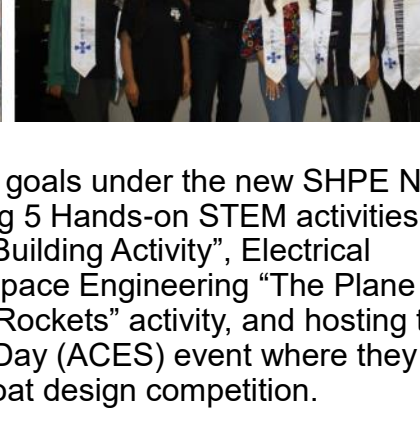 goals under the new SHPE N
g 5 Hands-on STEM activities
Building Activity”, Electrical
pace Engineering “The Plane
Rockets” activity, and hosting t
Day (ACES) event where they
oat design competition.